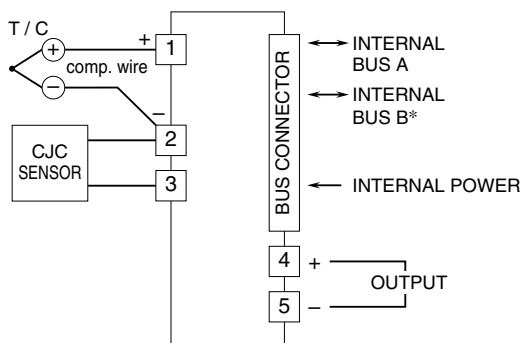 T / C
+
comp. wire
−
+
1
−
2
3
CJC
SENSOR
BUS CONNECTOR
INTERNAL
BUS A
INTERNAL
BUS B*
INTERNAL POWER
4 +
OUTPUT
5 −